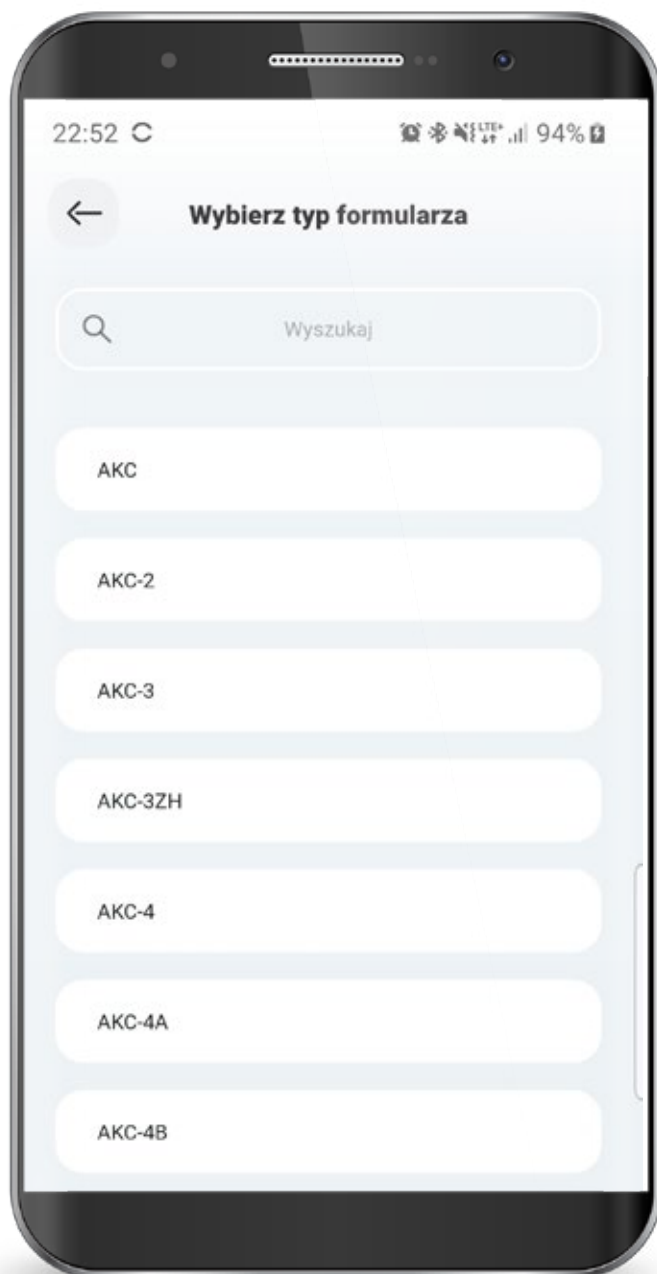 22:52
LTE+ 94%
Wybierz typ formularza
Wyszukaj
AKC
AKC-2
AKC-3
AKC-3ZH
AKC-4
AKC-4A
AKC-4B